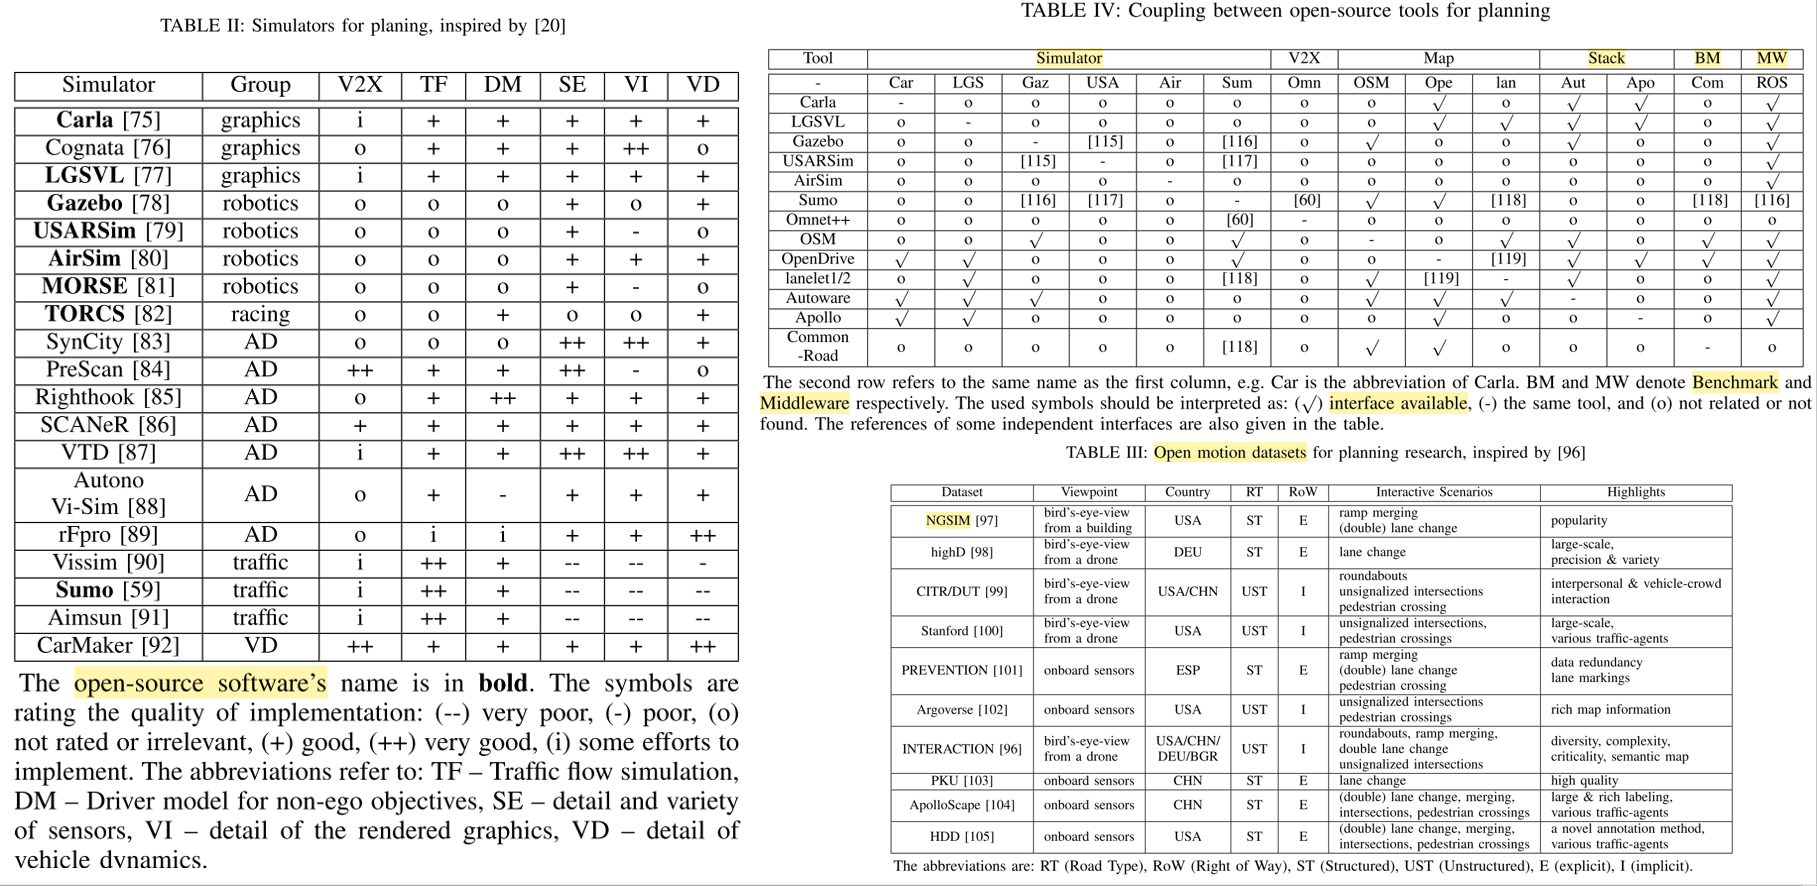 TABLE II: Simulators for planing, inspired by [20]
Simulator Group V2X TF DM SE VI VD
Carla [75] graphics i + + + + +
Cognata [76] graphics o + + + ++ o
LGSVL [77] graphics i + + + + +
Gazebo [78] robotics o o o + o +
USARSim [79] robotics o o o + - o
AirSim [80] robotics o o o + + +
MORSE [81] robotics o o o + - o
TORCS [82] racing o o + o o +
SynCity [83] AD o o o ++ ++ +
PreScan [84] AD ++ + + ++ - o
Righthook [85] AD o + ++ + + +
SCANeR [86] AD + + + + + +
VTD [87] AD i + + ++ ++ +
Autono
Vi-Sim [88] AD o + - + + +
rFpro [89] AD o i i + + ++
Vissim [90] traffic i ++ + -- -- -
Sumo [59] traffic i ++ + -- -- --
Aimsun [91] traffic i ++ + -- -- --
CarMaker [92] VD ++ + + + + ++
The open-source software's name is in bold. The symbols are
rating the quality of implementation: (--) very poor, (-) poor, (o)
not rated or irrelevant, (+) good, (++) very good, (i) some efforts to
implement. The abbreviations refer to: TF – Traffic flow simulation,
DM – Driver model for non-ego objectives, SE – detail and variety
of sensors, VI – detail of the rendered graphics, VD – detail of
vehicle dynamics.
TABLE IV: Coupling between open-source tools for planning
Tool Simulator V2X Map Stack BM MW
- Car LGS Gaz USA Air Sum Omn OSM Ope lan Aut Apo Com ROS
Carla - o o o o o o o √ o √ √ o √
LGSVL o - o o o o o o √ √ √ √ o √
Gazebo o o - [115] o [116] o √ o o √ o o √
USARSim o o [115] - o [117] o o o o o o o √
AirSim o o o o - o o o o o o o o √
Sumo o o [116] [117] o - [60] √ √ [118] o o [118] [116]
Omnet++ o o o o o [60] - o o o o o o o
OSM o o √ o o √ o - o √ √ o √ √
OpenDrive √ √ o o o √ o o - [119] √ √ √ √
lanelet1/2 o √ o o o [118] o √ [119] - √ o o √
Autoware √ √ √ o o o o √ √ √ - o o √
Apollo √ √ o o o o o o √ o o - o √
Common
-Road o o o o o [118] o √ √ o o o - o
The second row refers to the same name as the first column, e.g. Car is the abbreviation of Carla. BM and MW denote Benchmark and
Middleware respectively. The used symbols should be interpreted as: (√) interface available, (-) the same tool, and (o) not related or not
found. The references of some independent interfaces are also given in the table.
TABLE III: Open motion datasets for planning research, inspired by [96]
Dataset Viewpoint Country RT RoW Interactive Scenarios Highlights
NGSIM [97] bird's-eye-view
from a building USA ST E ramp merging
(double) lane change popularity
highD [98] bird's-eye-view
from a drone DEU ST E lane change large-scale,
precision & variety
CITR/DUT [99] bird's-eye-view
from a drone USA/CHN UST I roundabouts
unsignalized intersections
pedestrian crossing interpersonal & vehicle-crowd
interaction
Stanford [100] bird's-eye-view
from a drone USA UST I unsignalized intersections,
pedestrian crossings large-scale,
various traffic-agents
PREVENTION [101] onboard sensors ESP ST E ramp merging
(double) lane change
pedestrian crossing data redundancy
lane markings
Argoverse [102] onboard sensors USA UST I unsignalized intersections
pedestrian crossings rich map information
INTERACTION [96] bird's-eye-view
from a drone USA/CHN/
DEU/BGR UST I roundabouts, ramp merging,
double lane change
unsignalized intersections diversity, complexity,
criticality, semantic map
PKU [103] onboard sensors CHN ST E lane change high quality
ApolloScape [104] onboard sensors CHN ST E (double) lane change, merging,
intersections, pedestrian crossings large & rich labeling,
various traffic-agents
HDD [105] onboard sensors USA ST E (double) lane change, merging,
intersections, pedestrian crossings a novel annotation method,
various traffic-agents
The abbreviations are: RT (Road Type), RoW (Right of Way), ST (Structured), UST (Unstructured), E (explicit), I (implicit).